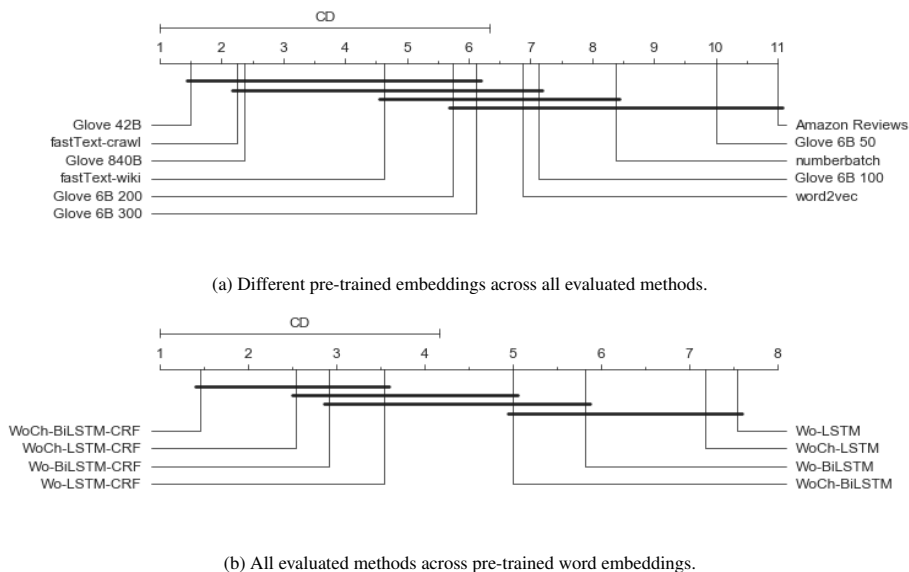 CD
1 2 3 4 5 6 7 8 9 10 11
Glove 42B Amazon Reviews
fastText-crawl Glove 6B 50
Glove 840B numberbatch
fastText-wiki Glove 6B 100
Glove 6B 200 word2vec
Glove 6B 300
(a) Different pre-trained embeddings across all evaluated methods.
CD
1 2 3 4 5 6 7 8
WoCh-BiLSTM-CRF Wo-LSTM
WoCh-LSTM-CRF WoCh-LSTM
Wo-BiLSTM-CRF Wo-BiLSTM
Wo-LSTM-CRF WoCh-BiLSTM
(b) All evaluated methods across pre-trained word embeddings.